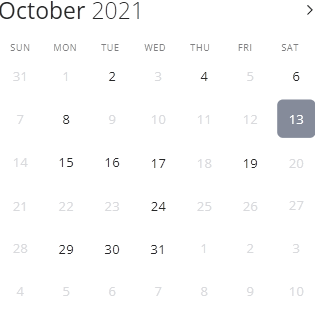 October 2021
SUN MON TUE WED THU FRI SAT
31 1 2 3 4 5 6
7 8 9 10 11 12 13
14 15 16 17 18 19 20
21 22 23 24 25 26 27
28 29 30 31 1 2 3
4 5 6 7 8 9 10